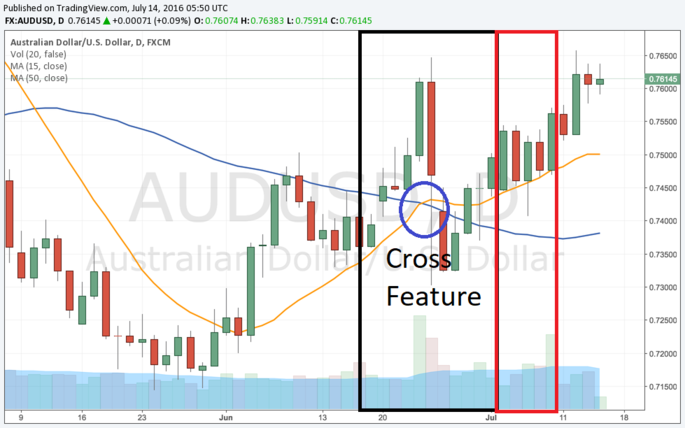 Published on TradingView.com, July 14, 2016 05:50 UTC
FX:AUDUSD, D 0.76145 ▲ +0.00071 (+0.09%) O: 0.76074 H: 0.76383 L: 0.75914 C: 0.76145
Australian Dollar/U.S. Dollar, D, FXCM
Vol (20, false)
MA (15, close)
MA (50, close)
0.76500
0.76145
0.76000
0.75500
0.75000
0.74500
AUDUSD, D
0.74000
Australian Dollar/U.S. Dollar
Cross
Feature
0.73500
0.73000
0.72500
0.72000
0.71500
9 16 23 Jun 13 20 Jul 11 18